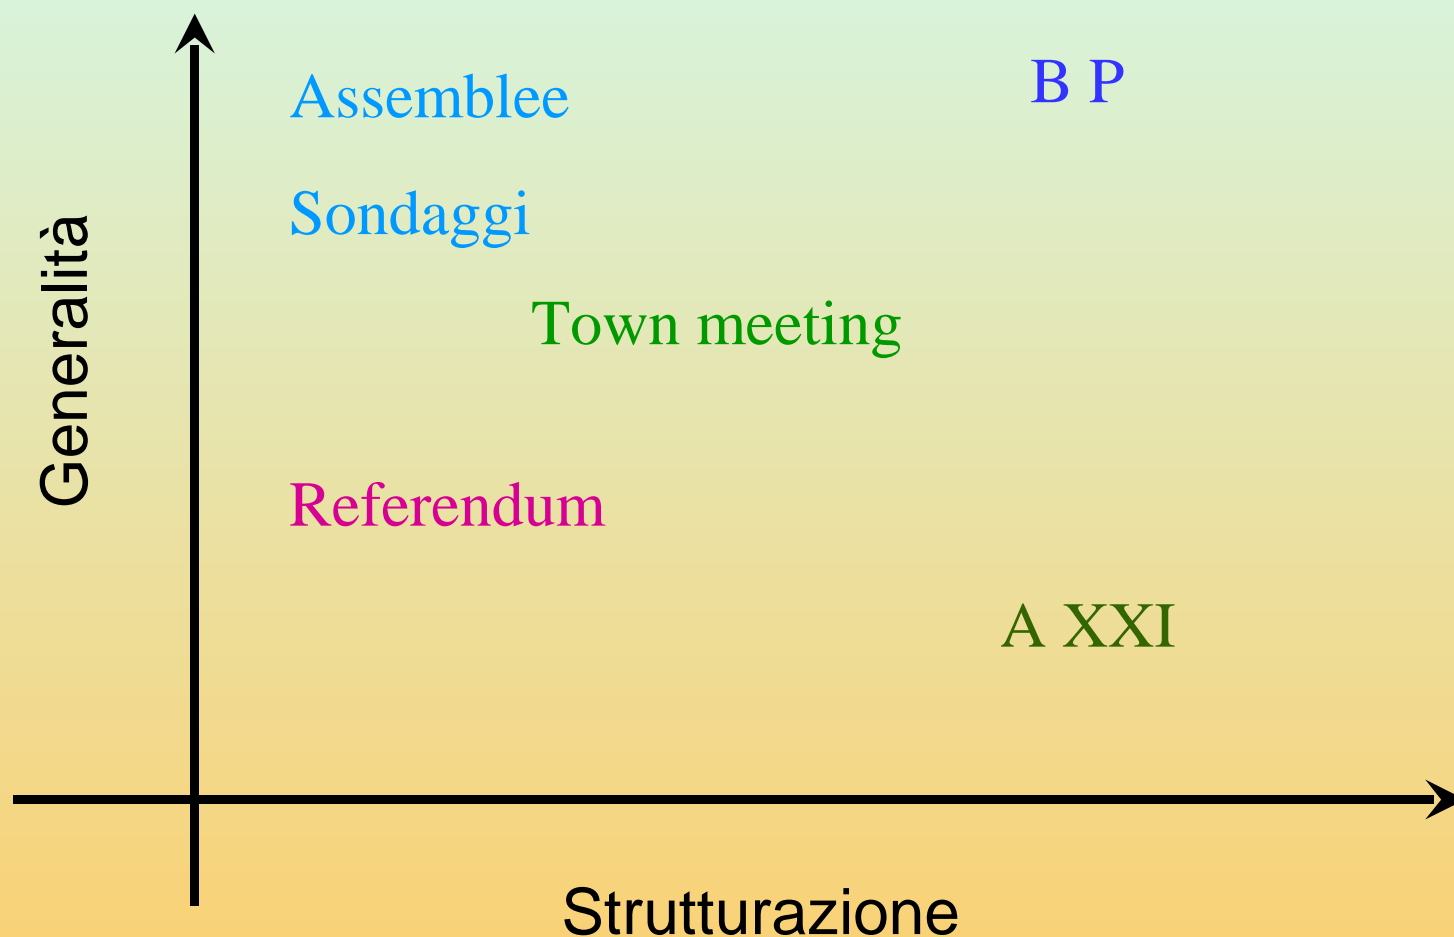 B P
Assemblee
Sondaggi
Generalità
Town meeting
Referendum
A XXI
Strutturazione